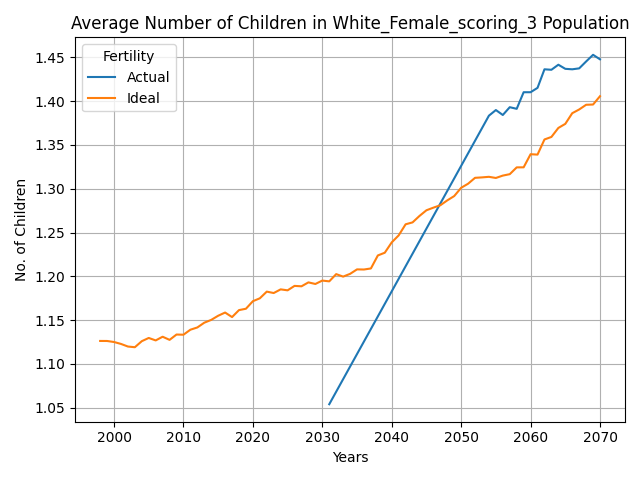 Average Number of Children in White_Female_scoring_3 Population
Fertility
Actual
Ideal
No. of Children
1.45
1.40
1.35
1.30
1.25
1.20
1.15
1.10
1.05
2000 2010 2020 2030 2040 2050 2060 2070
Years